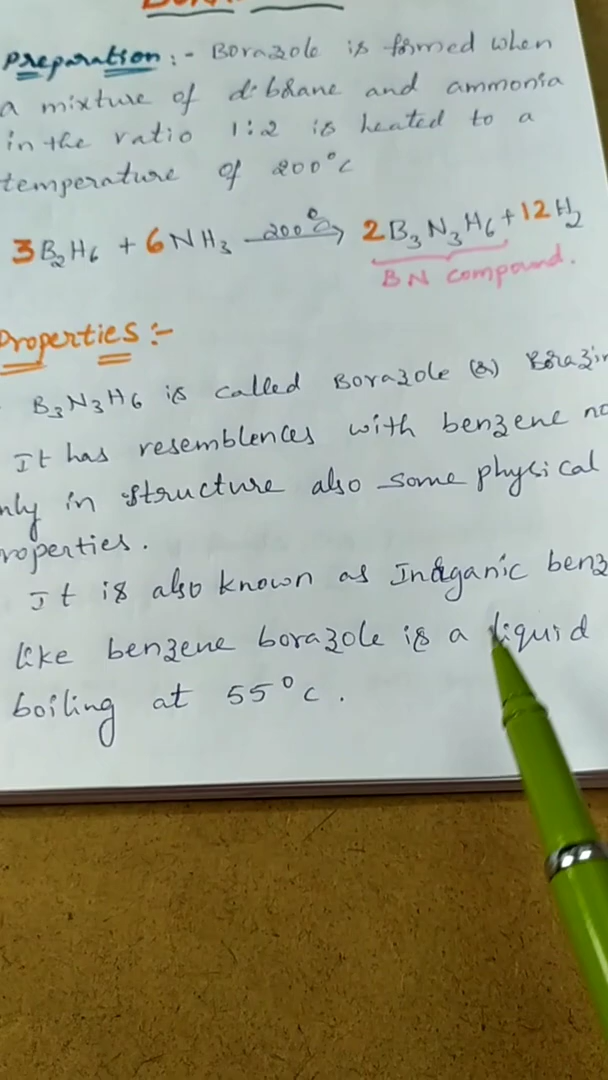 Preparation :- Borazole is formed when
a mixture of dibrane and ammonia
in the ratio 1:2 is heated to a
temperature of 200°C
3B₂H₆ + 6NH₃ —200°C→ 2B₃N₃H₆ + 12H₂
BN compound.
Properties :-
B₃N₃H₆ is called Borazole (or) Borazin
It has resemblences with benzene no
nly in structure also some physical
roperties.
It is also known as Inorganic benz
like benzene borazole is a liquid
boiling at 55°C.